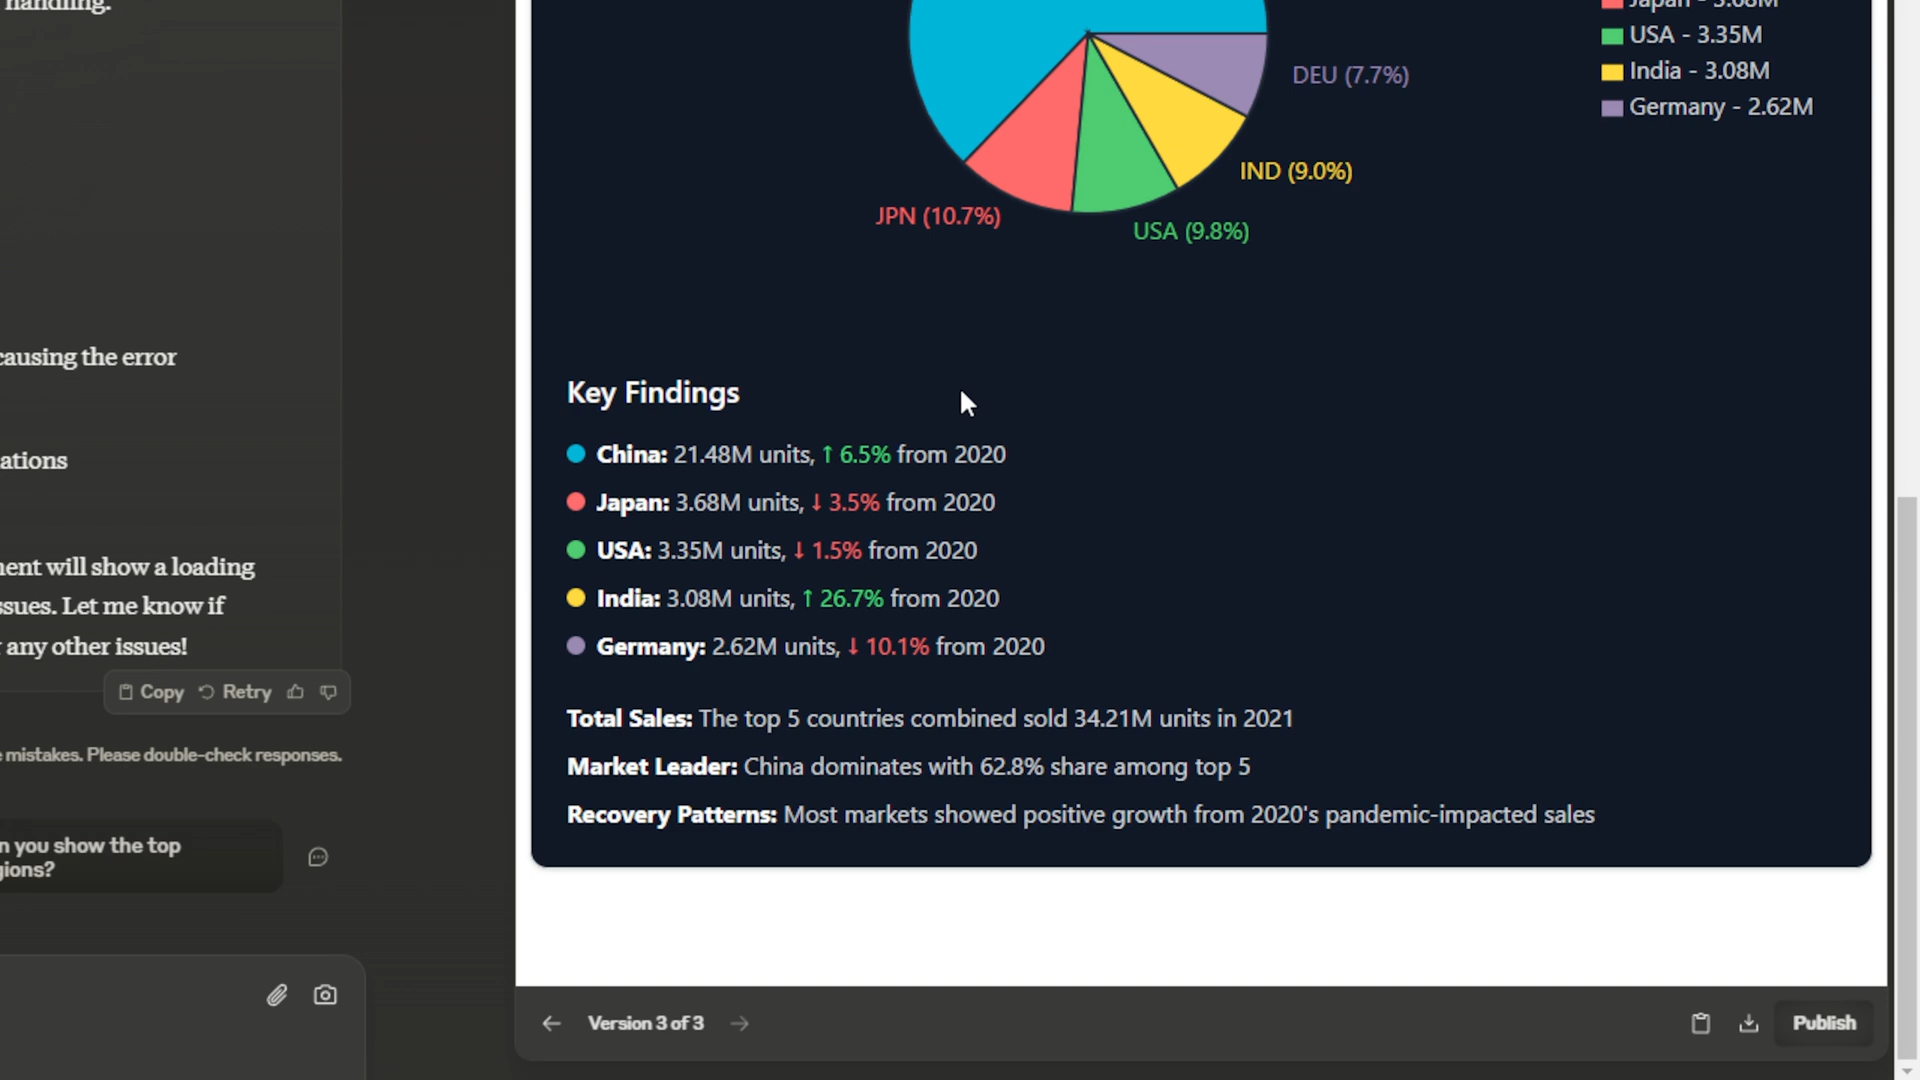 handling.
Japan - 3.68M
USA - 3.35M
India - 3.08M
Germany - 2.62M
DEU (7.7%)
IND (9.0%)
JPN (10.7%)
USA (9.8%)
causing the error
ations
ent will show a loading
ssues. Let me know if
any other issues!
Copy Retry
mistakes. Please double-check responses.
n you show the top
gions?
Key Findings
China: 21.48M units, ↑ 6.5% from 2020
Japan: 3.68M units, ↓ 3.5% from 2020
USA: 3.35M units, ↓ 1.5% from 2020
India: 3.08M units, ↑ 26.7% from 2020
Germany: 2.62M units, ↓ 10.1% from 2020
Total Sales: The top 5 countries combined sold 34.21M units in 2021
Market Leader: China dominates with 62.8% share among top 5
Recovery Patterns: Most markets showed positive growth from 2020's pandemic-impacted sales
Version 3 of 3
Publish